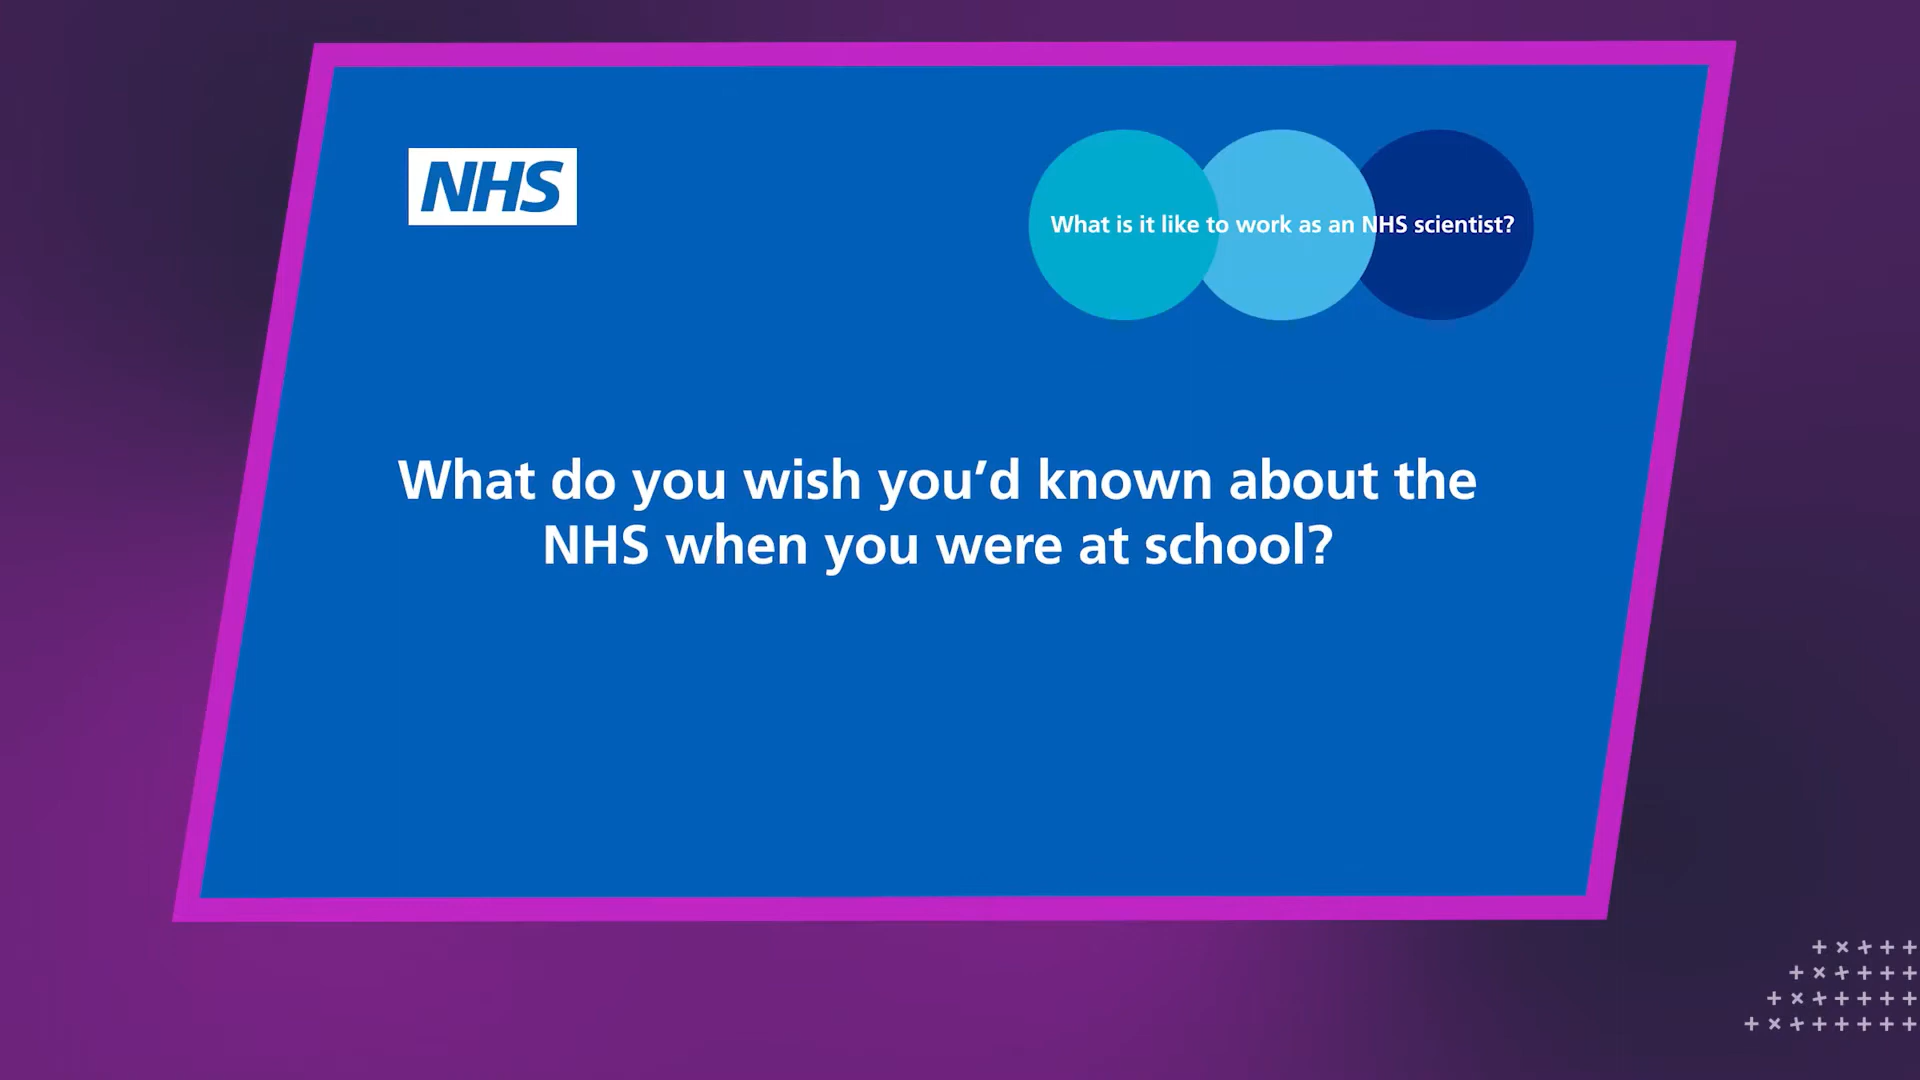 NHS
What is it like to work as an NHS scientist?
What do you wish you’d known about the
NHS when you were at school?